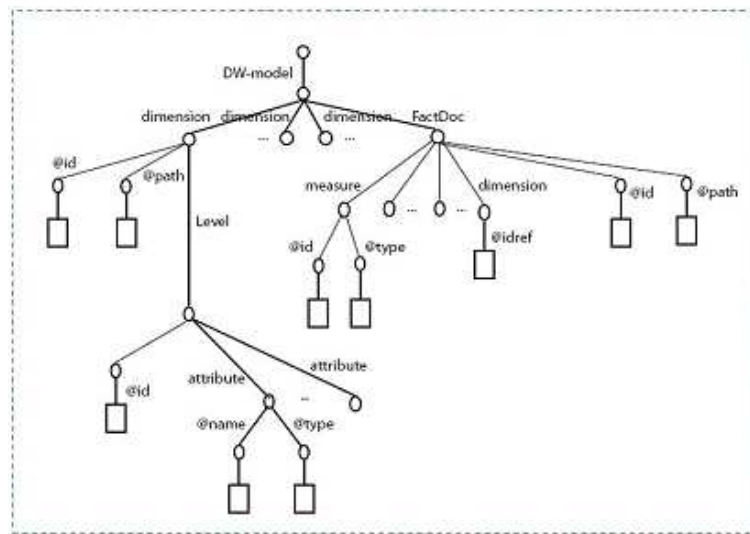 DW-model
dimension dimension dimension FactDoc
... ...
@id @path measure dimension @id @path
... ...
Level @id @type @idref
@id attribute attribute
...
@name @type